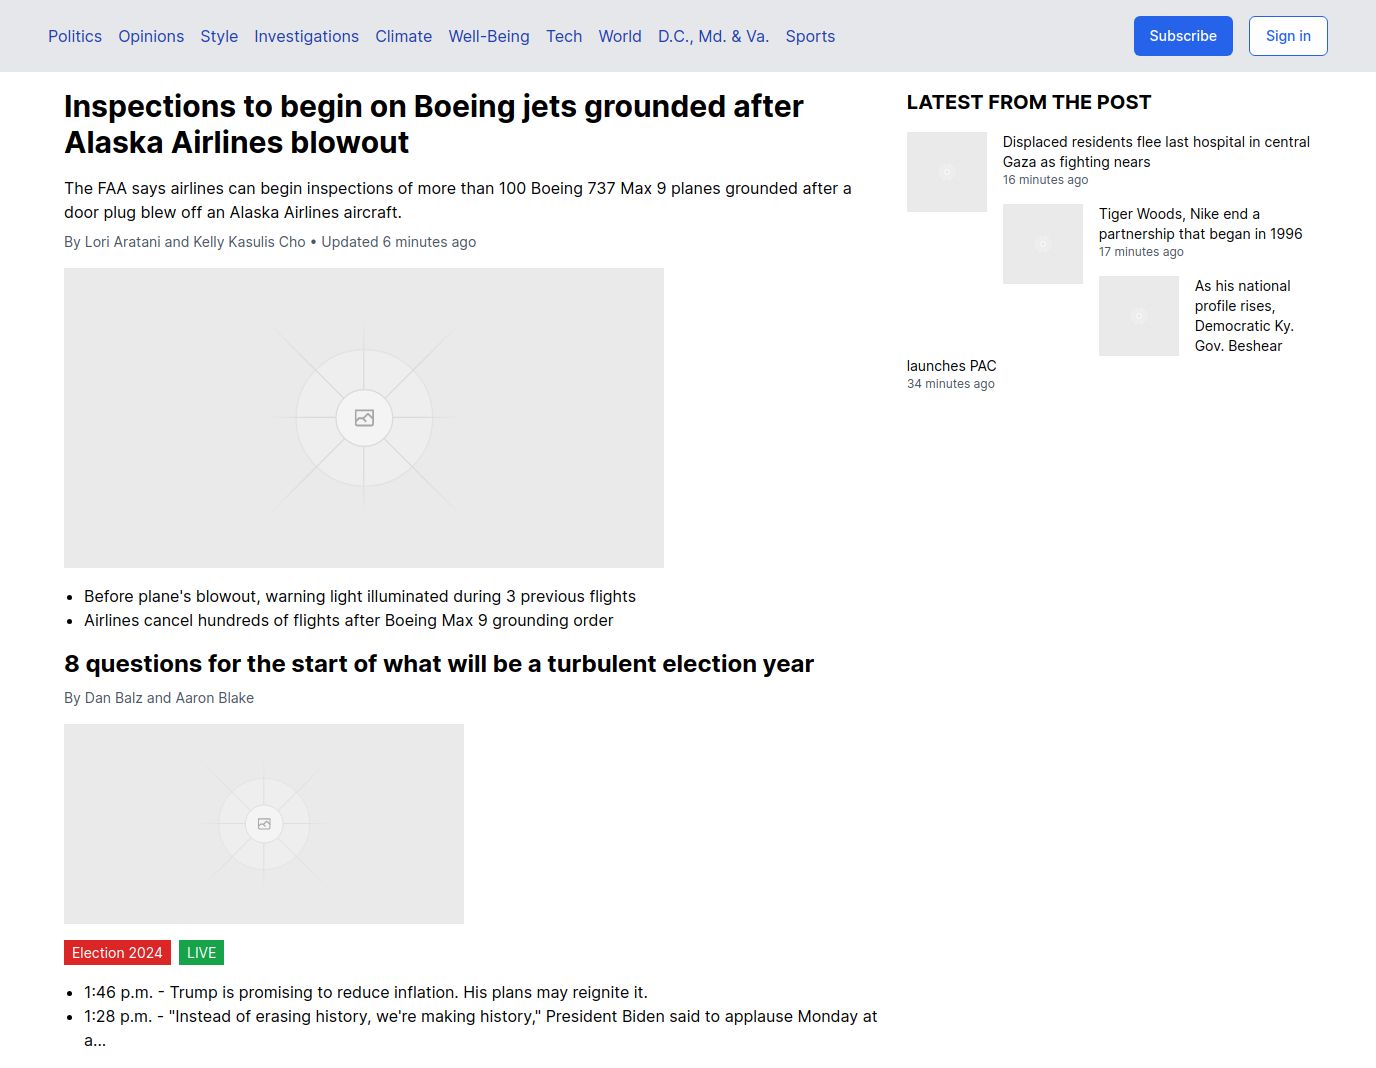 Politics Opinions Style Investigations Climate Well-Being Tech World D.C., Md. & Va. Sports Subscribe Sign in
Inspections to begin on Boeing jets grounded after
Alaska Airlines blowout
The FAA says airlines can begin inspections of more than 100 Boeing 737 Max 9 planes grounded after a
door plug blew off an Alaska Airlines aircraft.
By Lori Aratani and Kelly Kasulis Cho • Updated 6 minutes ago
• Before plane's blowout, warning light illuminated during 3 previous flights
• Airlines cancel hundreds of flights after Boeing Max 9 grounding order
8 questions for the start of what will be a turbulent election year
By Dan Balz and Aaron Blake
Election 2024 LIVE
• 1:46 p.m. - Trump is promising to reduce inflation. His plans may reignite it.
• 1:28 p.m. - "Instead of erasing history, we're making history," President Biden said to applause Monday at
a...
LATEST FROM THE POST
Displaced residents flee last hospital in central
Gaza as fighting nears
16 minutes ago
Tiger Woods, Nike end a
partnership that began in 1996
17 minutes ago
As his national
profile rises,
Democratic Ky.
Gov. Beshear
launches PAC
34 minutes ago